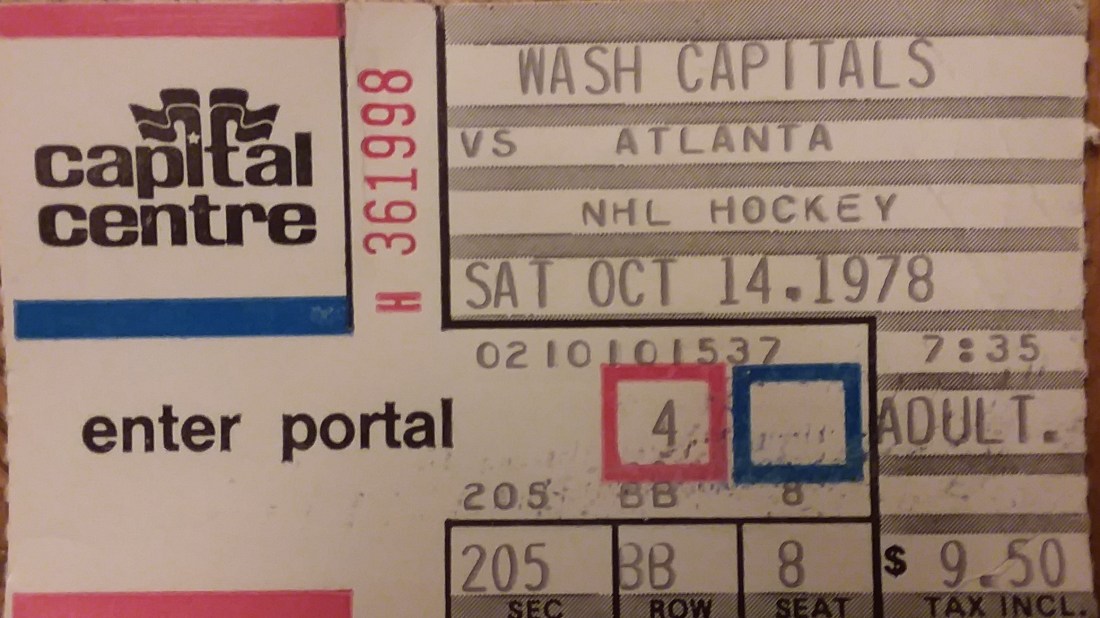 capital
centre
H 361998
WASH CAPITALS
VS ATLANTA
NHL HOCKEY
SAT OCT 14.1978
0210101537
7:35
enter portal
4
ADULT.
205 BB 8
205 BB 8
$ 9.50
SEC ROW SEAT
TAX INCL.